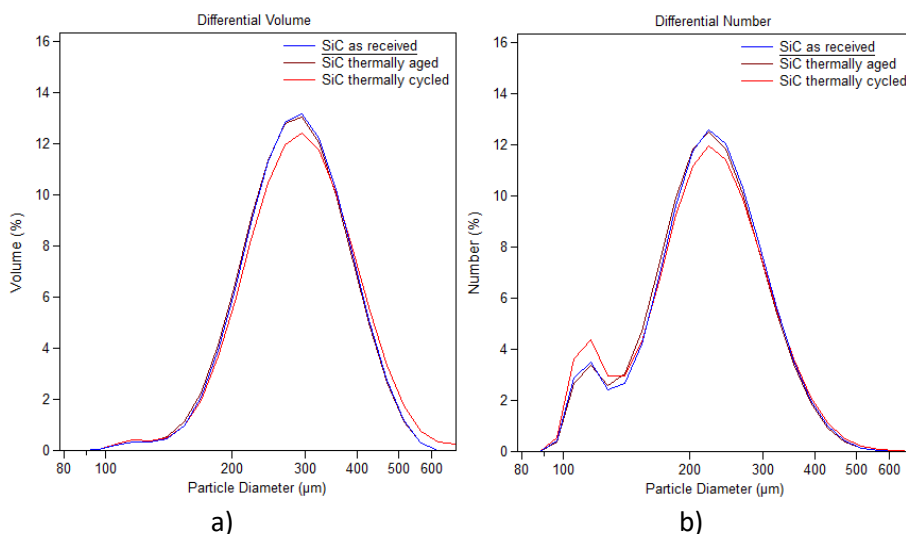 Differential Volume
SiC as received
SiC thermally aged
SiC thermally cycled
Volume (%)
16
14
12
10
8
6
4
2
0
80 100 200 300 400 500 600
Particle Diameter (µm)
a)
Differential Number
SiC as received
SiC thermally aged
SiC thermally cycled
Number (%)
16
14
12
10
8
6
4
2
0
80 100 200 300 400 500 600
Particle Diameter (µm)
b)